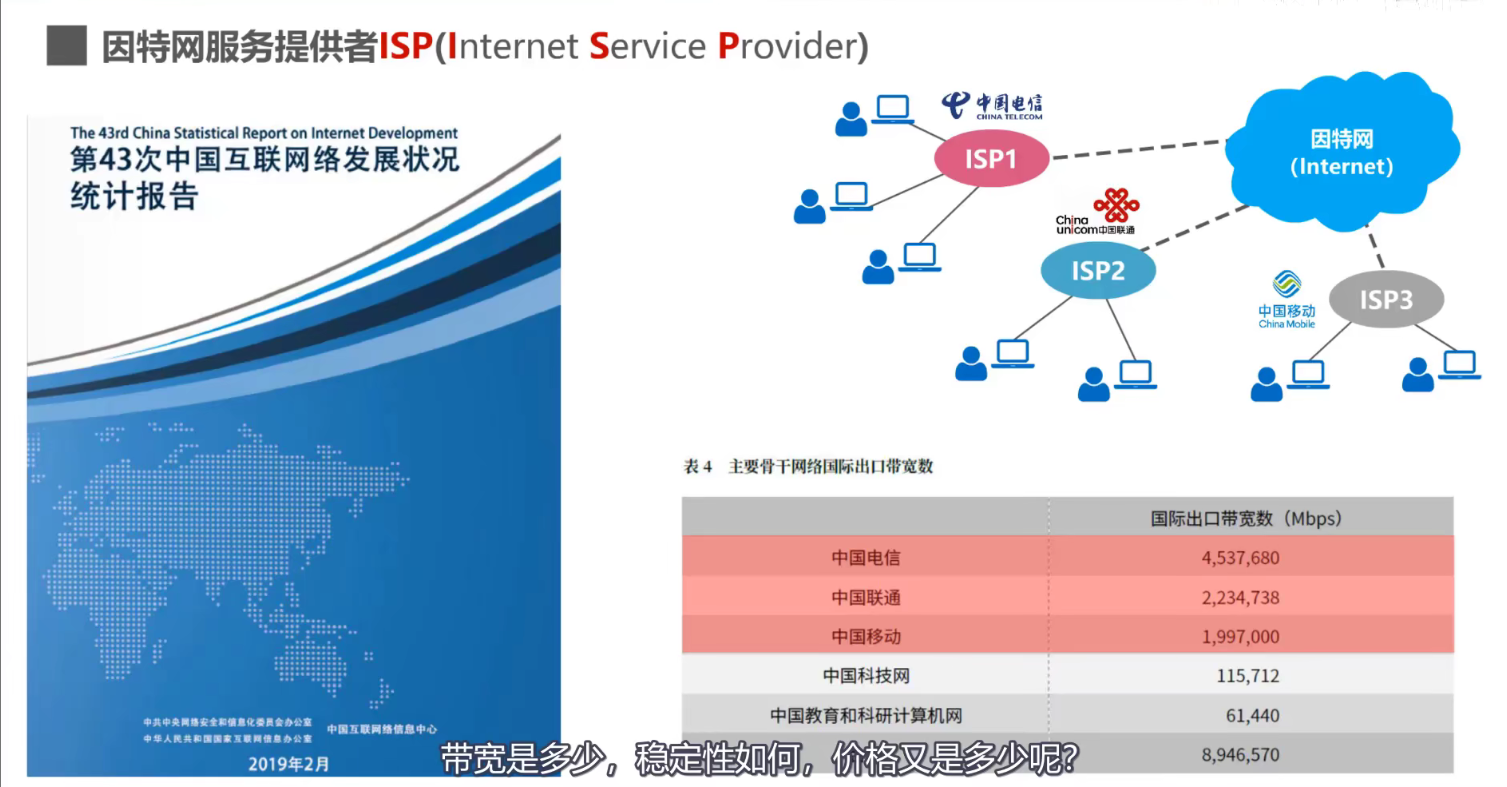 因特网服务提供者ISP(Internet Service Provider)
The 43rd China Statistical Report on Internet Development
第43次中国互联网络发展状况
统计报告
中共中央网络安全和信息化委员会办公室
中华人民共和国国家互联网信息办公室
中国互联网络信息中心
2019年2月
中国电信
CHINA TELECOM
ISP1
因特网
(Internet)
China
unicom中国联通
ISP2
中国移动
China Mobile
ISP3
表 4 主要骨干网络国际出口带宽数
国际出口带宽数（Mbps）
中国电信 4,537,680
中国联通 2,234,738
中国移动 1,997,000
中国科技网 115,712
中国教育和科研计算机网 61,440
8,946,570
带宽是多少，稳定性如何，价格又是多少呢？